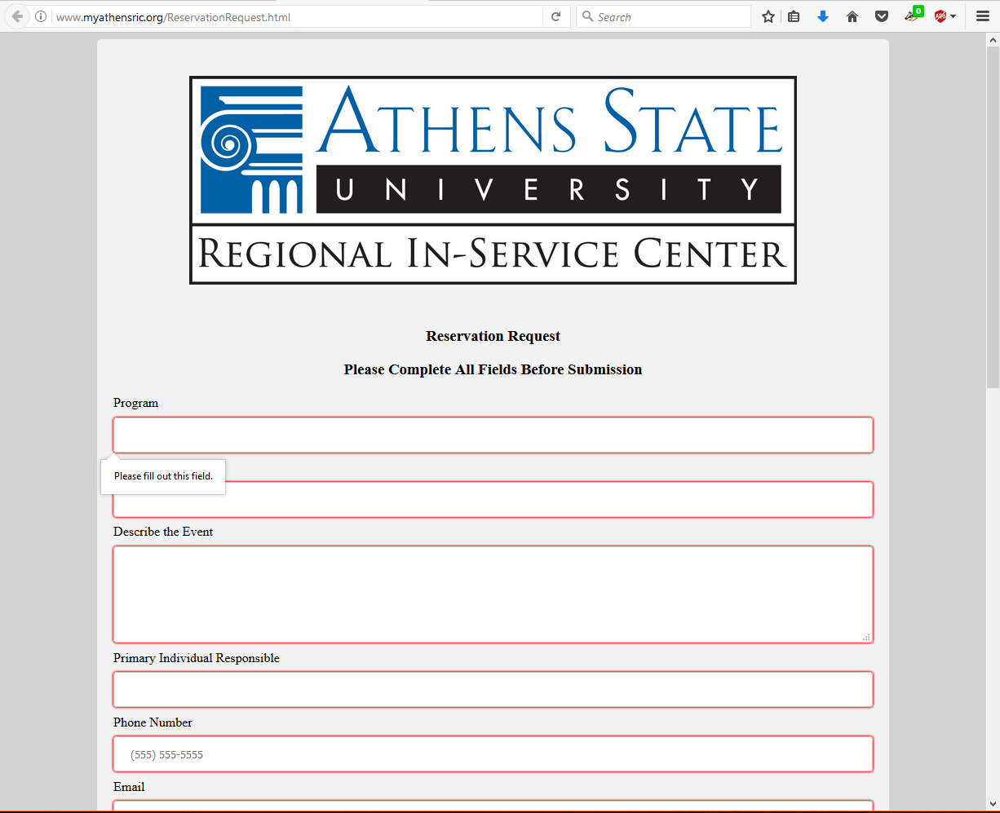 www.myathensric.org/ReservationRequest.html
Search
0
ABP
ATHENS STATE
UNIVERSITY
REGIONAL IN-SERVICE CENTER
Reservation Request
Please Complete All Fields Before Submission
Program
Please fill out this field.
Describe the Event
Primary Individual Responsible
Phone Number
(555) 555-5555
Email